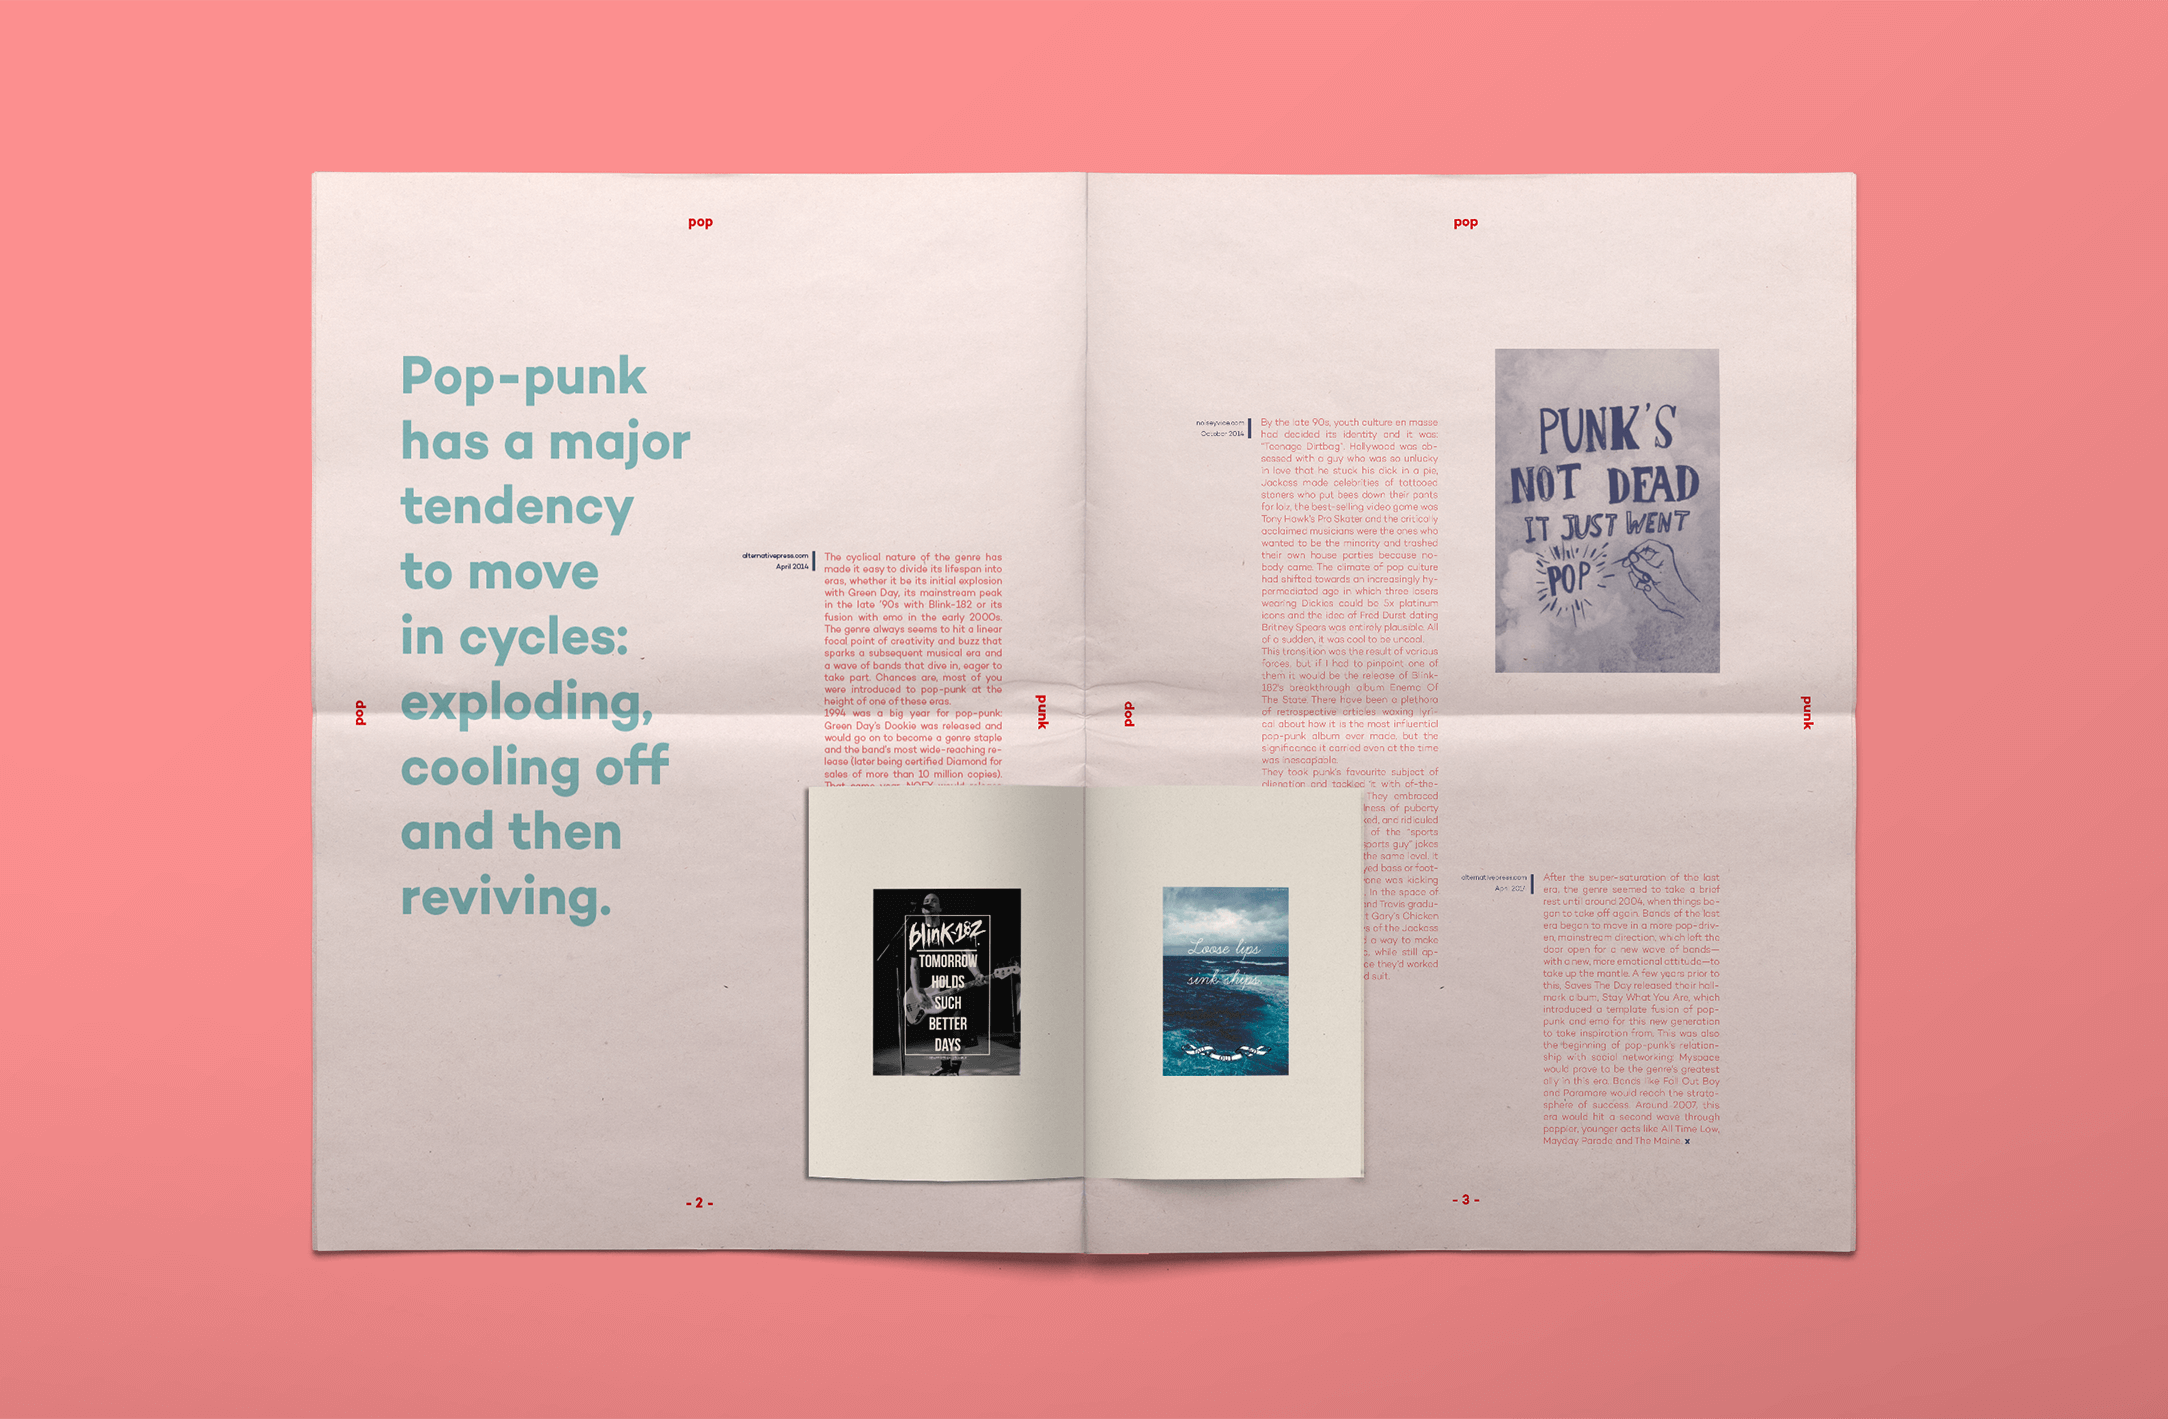 pop
pop
Pop-punk
has a major
tendency
to move
in cycles:
exploding,
cooling off
and then
reviving.
pop
punk
pop
punk
alternativepress.com
April 2014
The cyclical nature of the genre has
made it easy to divide its lifespan into
eras, whether it be its initial explosion
with Green Day, its mainstream peak
in the late '90s with Blink-182 or its
fusion with emo in the early 2000s.
The genre always seems to hit a linear
focal point of creativity and buzz that
sparks a subsequent musical era and
a wave of bands that dive in, eager to
take part. Chances are, most of you
were introduced to pop-punk at the
height of one of these eras.
1994 was a big year for pop-punk:
Green Day's Dookie was released and
would go on to become a genre staple
and the band's most wide-reaching re-
lease (later being certified Diamond for
sales of more than 10 million copies).
That same year, NOFX would release
noisey.vice.com
October 2014
By the late 90s, youth culture en masse
had decided its identity and it was:
"Teenage Dirtbag". Hollywood was ob-
sessed with a guy who was so unlucky
in love that he stuck his dick in a pie,
Jackass made celebrities of tattooed
stoners who put bees down their pants
for lolz, the best-selling video game was
Tony Hawk's Pro Skater and the critically
acclaimed musicians were the ones who
wanted to be the minority and trashed
their own house parties because no-
body came. The climate of pop culture
had shifted towards an increasingly hy-
permediated age in which three losers
wearing Dickies could be 5x platinum
icons and the idea of Fred Durst dating
Britney Spears was entirely plausible. All
of a sudden, it was cool to be uncool.
This transition was the result of various
forces, but if I had to pinpoint one of
them it would be the release of Blink-
182's breakthrough album Enema Of
The State. There have been a plethora
of retrospective articles waxing lyri-
cal about how it is the most influential
pop-punk album ever made, but the
significance it carried even at the time
was inescapable.
They took punk's favourite subject of
alienation and tackled it with of-the-
They embraced
lness of puberty
ked, and ridiculed
of the "sports
sports guy" jokes
the same level, it
yed bass or foot-
one was kicking
. In the space of
and Travis gradu-
t Gary's Chicken
s of the Jackass
d a way to make
c, while still ap-
ce they'd worked
d suit.
PUNK'S
NOT DEAD
IT JUST WENT
POP
alternativepress.com
April 2017
After the super-saturation of the last
era, the genre seemed to take a brief
rest until around 2004, when things be-
gan to take off again. Bands of the last
era began to move in a more pop-driv-
en, mainstream direction, which left the
door open for a new wave of bands—
with a new, more emotional attitude—to
take up the mantle. A few years prior to
this, Saves The Day released their hall-
mark album, Stay What You Are, which
introduced a template fusion of pop-
punk and emo for this new generation
to take inspiration from. This was also
the beginning of pop-punk's relation-
ship with social networking: Myspace
would prove to be the genre's greatest
ally in this era. Bands like Fall Out Boy
and Paramore would reach the strato-
sphere of success. Around 2007, this
era would hit a second wave through
poppier, younger acts like All Time Low,
Mayday Parade and The Maine. x
blink-182
TOMORROW
HOLDS
SUCH
BETTER
DAYS
Loose lips
sink ships
- 2 -
- 3 -